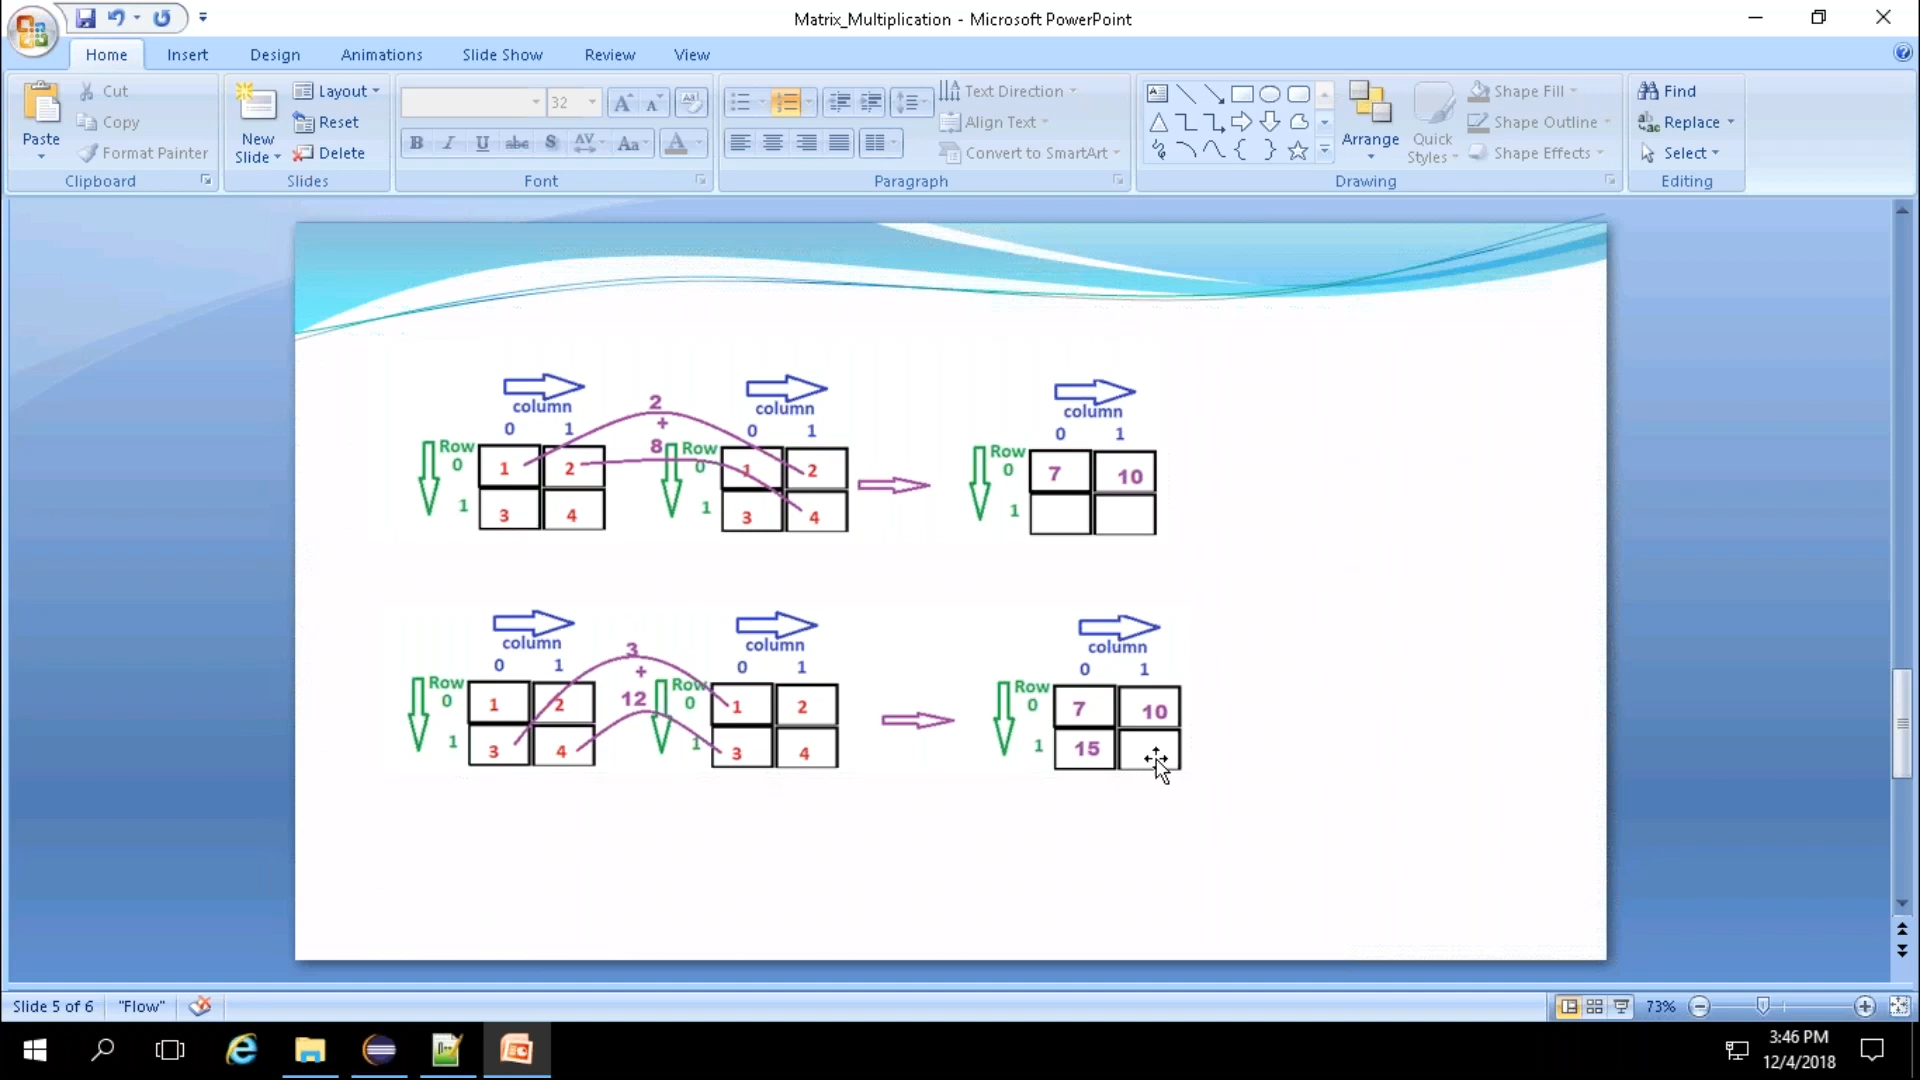 Matrix_Multiplication - Microsoft PowerPoint
Home Insert Design Animations Slide Show Review View
Paste
Cut
Copy
Format Painter
Clipboard
New Slide
Layout
Reset
Delete
Slides
32
B I U abc S AV Aa A
Font
Text Direction
Align Text
Convert to SmartArt
Paragraph
Arrange
Quick Styles
Shape Fill
Shape Outline
Shape Effects
Drawing
Find
Replace
Select
Editing
column column column
0 1 0 1 0 1
2
+
8
Row Row Row
0 1 2 0 1 2 0 7 10
1 3 4 1 3 4 1
column column column
0 1 0 1 0 1
3
+
12
Row Row Row
0 1 2 0 1 2 0 7 10
1 3 4 1 3 4 1 15
Slide 5 of 6 "Flow" 73%
3:46 PM
12/4/2018